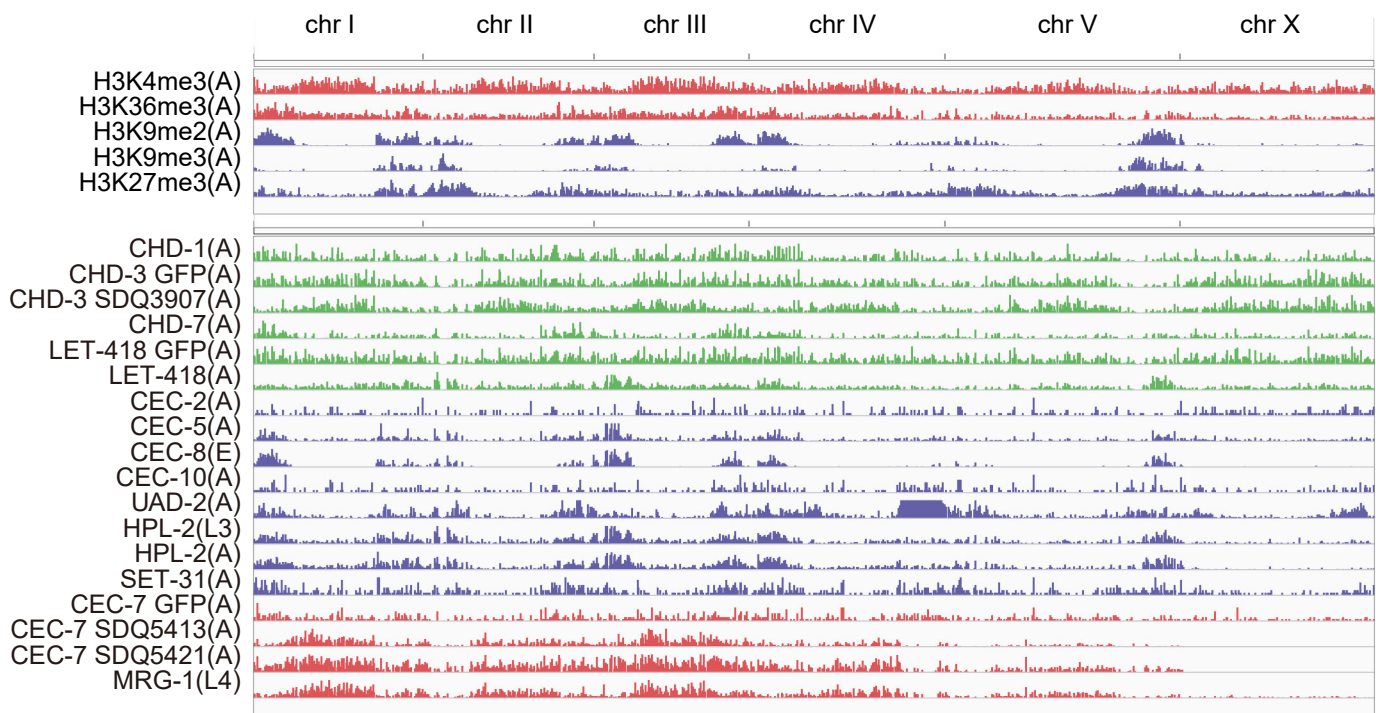 chr I chr II chr III chr IV chr V chr X
H3K4me3(A)
H3K36me3(A)
H3K9me2(A)
H3K9me3(A)
H3K27me3(A)
CHD-1(A)
CHD-3 GFP(A)
CHD-3 SDQ3907(A)
CHD-7(A)
LET-418 GFP(A)
LET-418(A)
CEC-2(A)
CEC-5(A)
CEC-8(E)
CEC-10(A)
UAD-2(A)
HPL-2(L3)
HPL-2(A)
SET-31(A)
CEC-7 GFP(A)
CEC-7 SDQ5413(A)
CEC-7 SDQ5421(A)
MRG-1(L4)